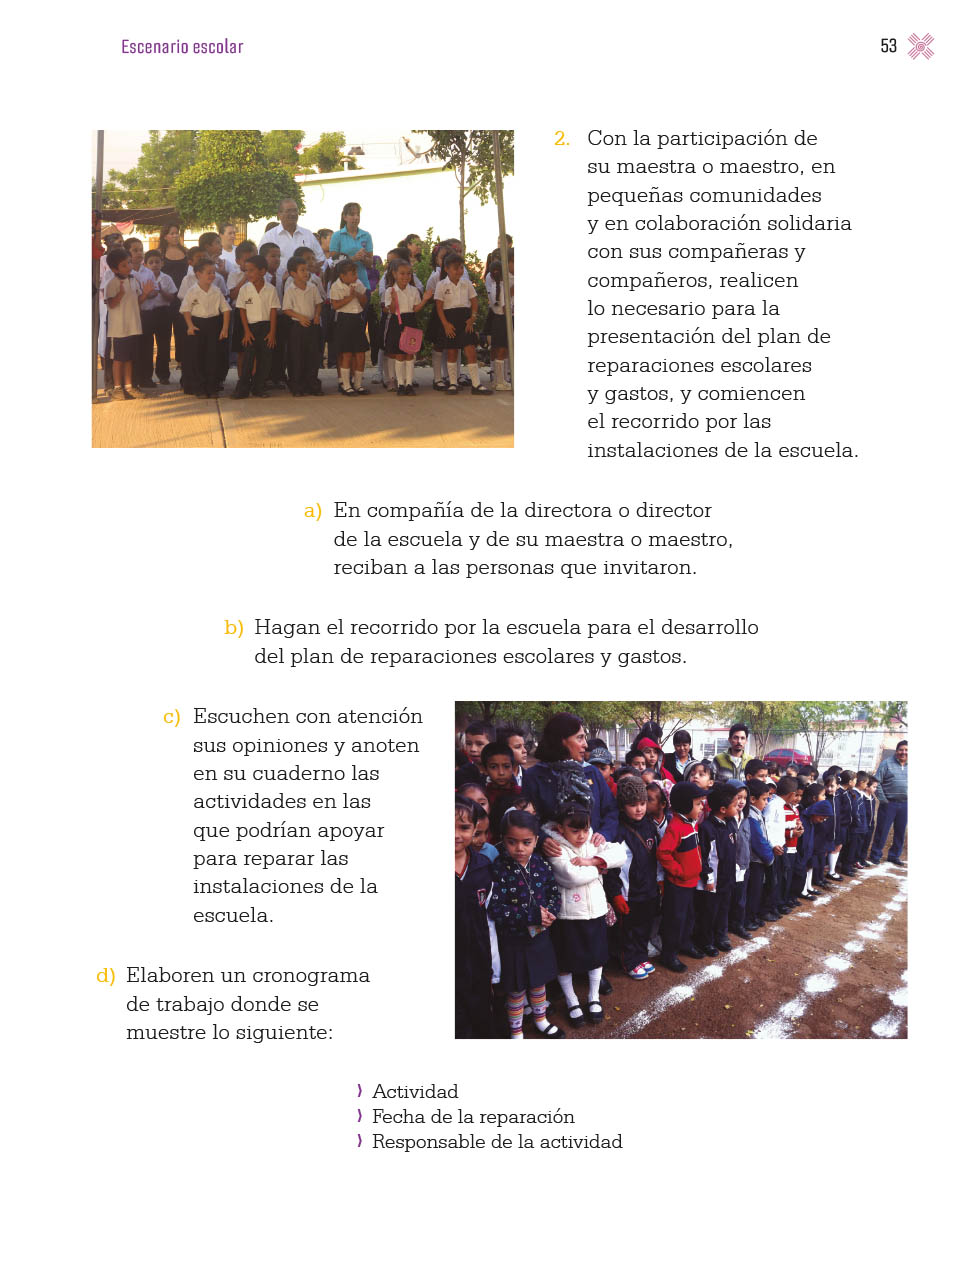 Escenario escolar
53
2. Con la participación de
su maestra o maestro, en
pequeñas comunidades
y en colaboración solidaria
con sus compañeras y
compañeros, realicen
lo necesario para la
presentación del plan de
reparaciones escolares
y gastos, y comiencen
el recorrido por las
instalaciones de la escuela.
a) En compañía de la directora o director
de la escuela y de su maestra o maestro,
reciban a las personas que invitaron.
b) Hagan el recorrido por la escuela para el desarrollo
del plan de reparaciones escolares y gastos.
c) Escuchen con atención
sus opiniones y anoten
en su cuaderno las
actividades en las
que podrían apoyar
para reparar las
instalaciones de la
escuela.
d) Elaboren un cronograma
de trabajo donde se
muestre lo siguiente:
⟩ Actividad
⟩ Fecha de la reparación
⟩ Responsable de la actividad